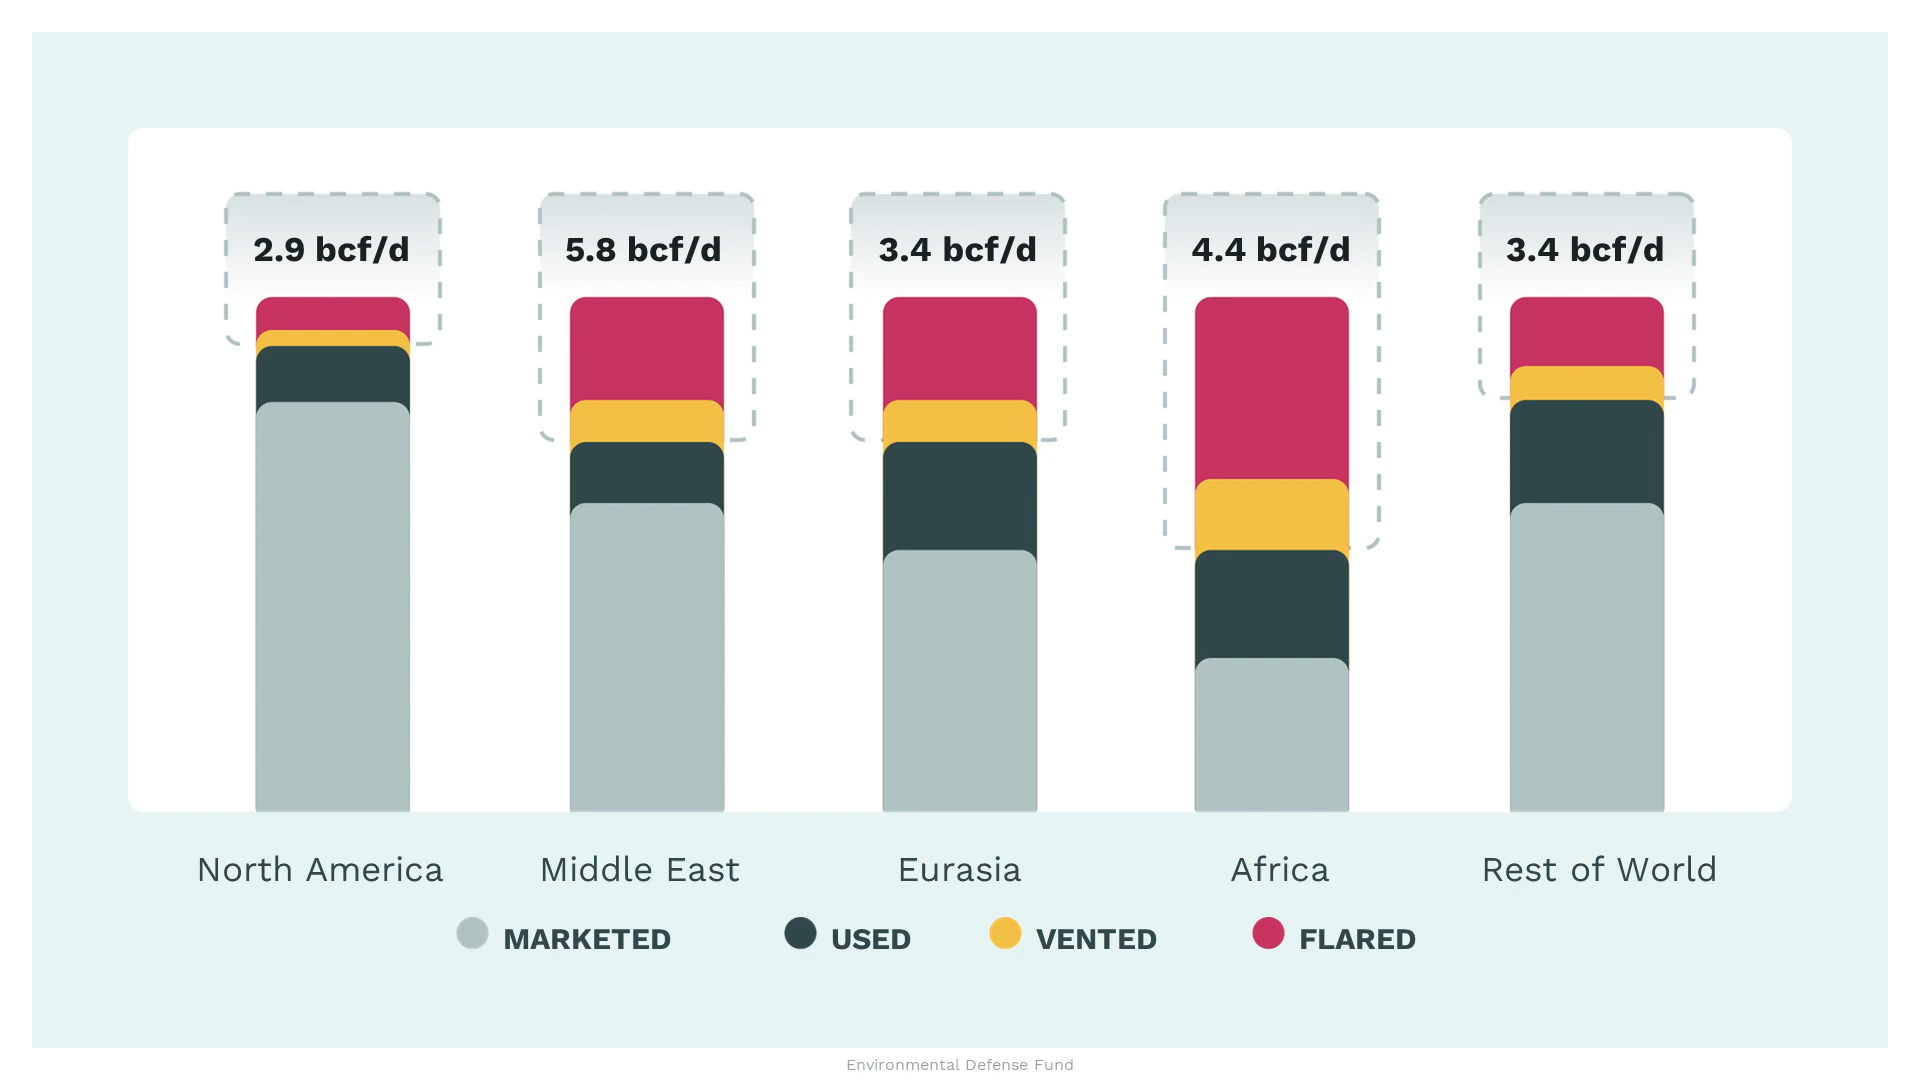 2.9 bcf/d 5.8 bcf/d 3.4 bcf/d 4.4 bcf/d 3.4 bcf/d
North America Middle East Eurasia Africa Rest of World
MARKETED USED VENTED FLARED
Environmental Defense Fund